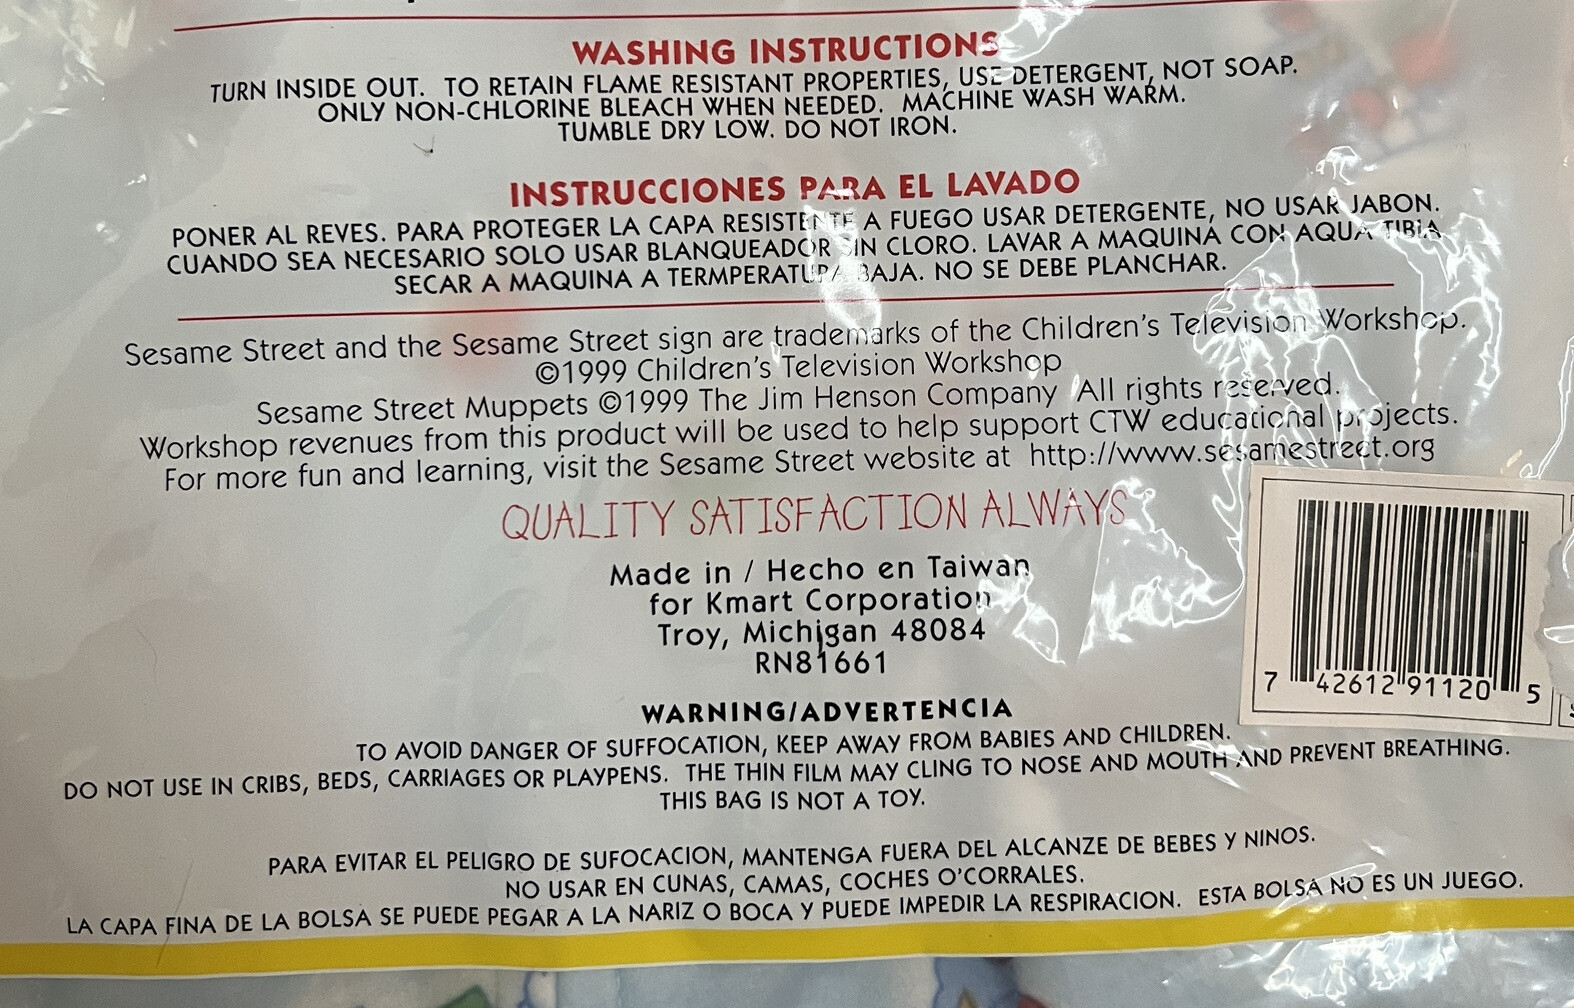 WASHING INSTRUCTIONS
TURN INSIDE OUT. TO RETAIN FLAME RESISTANT PROPERTIES, USE DETERGENT, NOT SOAP.
ONLY NON-CHLORINE BLEACH WHEN NEEDED. MACHINE WASH WARM.
TUMBLE DRY LOW. DO NOT IRON.
INSTRUCCIONES PARA EL LAVADO
PONER AL REVES. PARA PROTEGER LA CAPA RESISTENTE A FUEGO USAR DETERGENTE, NO USAR JABON.
CUANDO SEA NECESARIO SOLO USAR BLANQUEADOR SIN CLORO. LAVAR A MAQUINA CON AQUA TIBIA
SECAR A MAQUINA A TERMPERATURA BAJA. NO SE DEBE PLANCHAR.
Sesame Street and the Sesame Street sign are trademarks of the Children's Television Workshop.
©1999 Children's Television Workshop
Sesame Street Muppets ©1999 The Jim Henson Company All rights reserved.
Workshop revenues from this product will be used to help support CTW educational projects.
For more fun and learning, visit the Sesame Street website at http://www.sesamestreet.org
QUALITY SATISFACTION ALWAYS
Made in / Hecho en Taiwan
for Kmart Corporation
Troy, Michigan 48084
RN81661
7 42612 91120 5
WARNING/ADVERTENCIA
TO AVOID DANGER OF SUFFOCATION, KEEP AWAY FROM BABIES AND CHILDREN.
DO NOT USE IN CRIBS, BEDS, CARRIAGES OR PLAYPENS. THE THIN FILM MAY CLING TO NOSE AND MOUTH AND PREVENT BREATHING.
THIS BAG IS NOT A TOY.
PARA EVITAR EL PELIGRO DE SUFOCACION, MANTENGA FUERA DEL ALCANZE DE BEBES Y NINOS.
NO USAR EN CUNAS, CAMAS, COCHES O'CORRALES.
LA CAPA FINA DE LA BOLSA SE PUEDE PEGAR A LA NARIZ O BOCA Y PUEDE IMPEDIR LA RESPIRACION. ESTA BOLSA NO ES UN JUEGO.